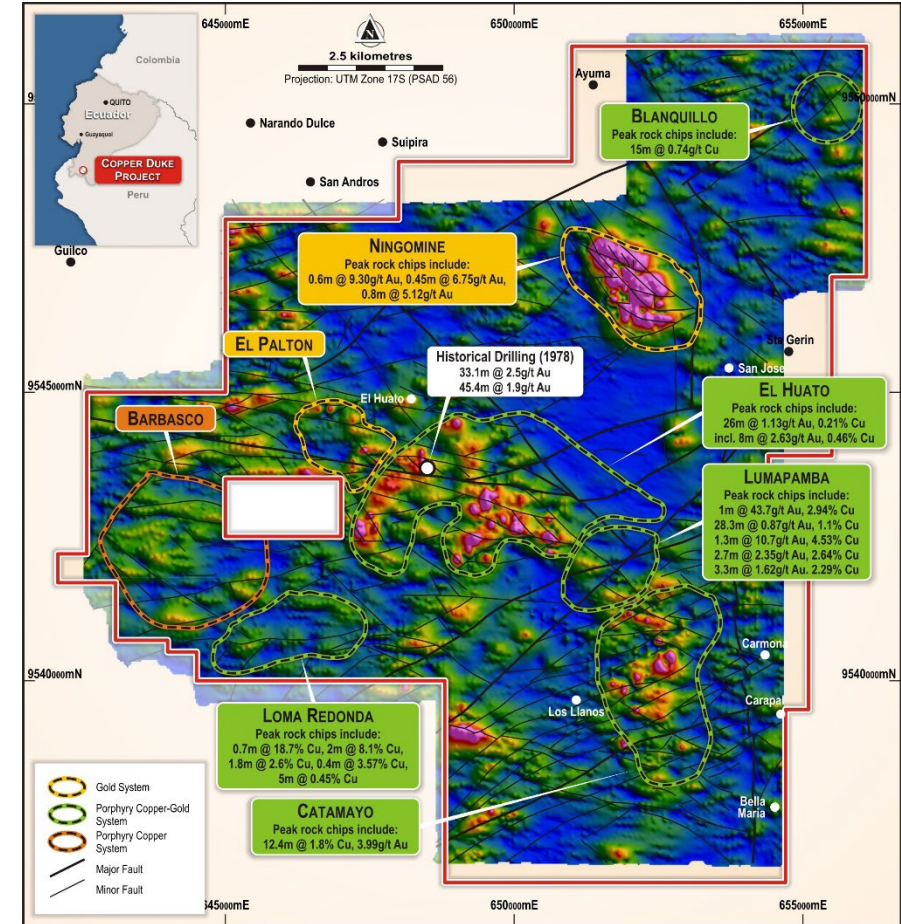 645000mE
650000mE
655000mE
2.5 kilometres
Projection: UTM Zone 17S (PSAD 56)
Colombia
QUITO
Ecuador
Guayaquel
COPPER DUKE
PROJECT
Peru
Guilco
Narando Dulce
Suipira
San Andros
Ayuma
9550000mN
BLANQUILLO
Peak rock chips include:
15m @ 0.74g/t Cu
NINGOMINE
Peak rock chips include:
0.6m @ 9.30g/t Au, 0.45m @ 6.75g/t Au,
0.8m @ 5.12g/t Au
EL PALTON
Historical Drilling (1978)
33.1m @ 2.5g/t Au
45.4m @ 1.9g/t Au
Sta Gerin
San Jose
9545000mN
9545000mN
El Huato
EL HUATO
Peak rock chips include:
26m @ 1.13g/t Au, 0.21% Cu
incl. 8m @ 2.63g/t Au, 0.46% Cu
BARBASCO
LUMAPAMBA
Peak rock chips include:
1m @ 43.7g/t Au, 2.94% Cu
28.3m @ 0.87g/t Au, 1.1% Cu
1.3m @ 10.7g/t Au, 4.53% Cu
2.7m @ 2.35g/t Au, 2.64% Cu
3.3m @ 1.62g/t Au. 2.29% Cu
Carmona
9540000mN
9540000mN
Los Llanos
Carapal
LOMA REDONDA
Peak rock chips include:
0.7m @ 18.7% Cu, 2m @ 8.1% Cu,
1.8m @ 2.6% Cu, 0.4m @ 3.57% Cu,
5m @ 0.45% Cu
CATAMAYO
Peak rock chips include:
12.4m @ 1.8% Cu, 3.99g/t Au
Bella
Maria
Gold System
Porphyry Copper-Gold
System
Porphyry Copper
System
Major Fault
Minor Fault
645000mE
650000mE
655000mE